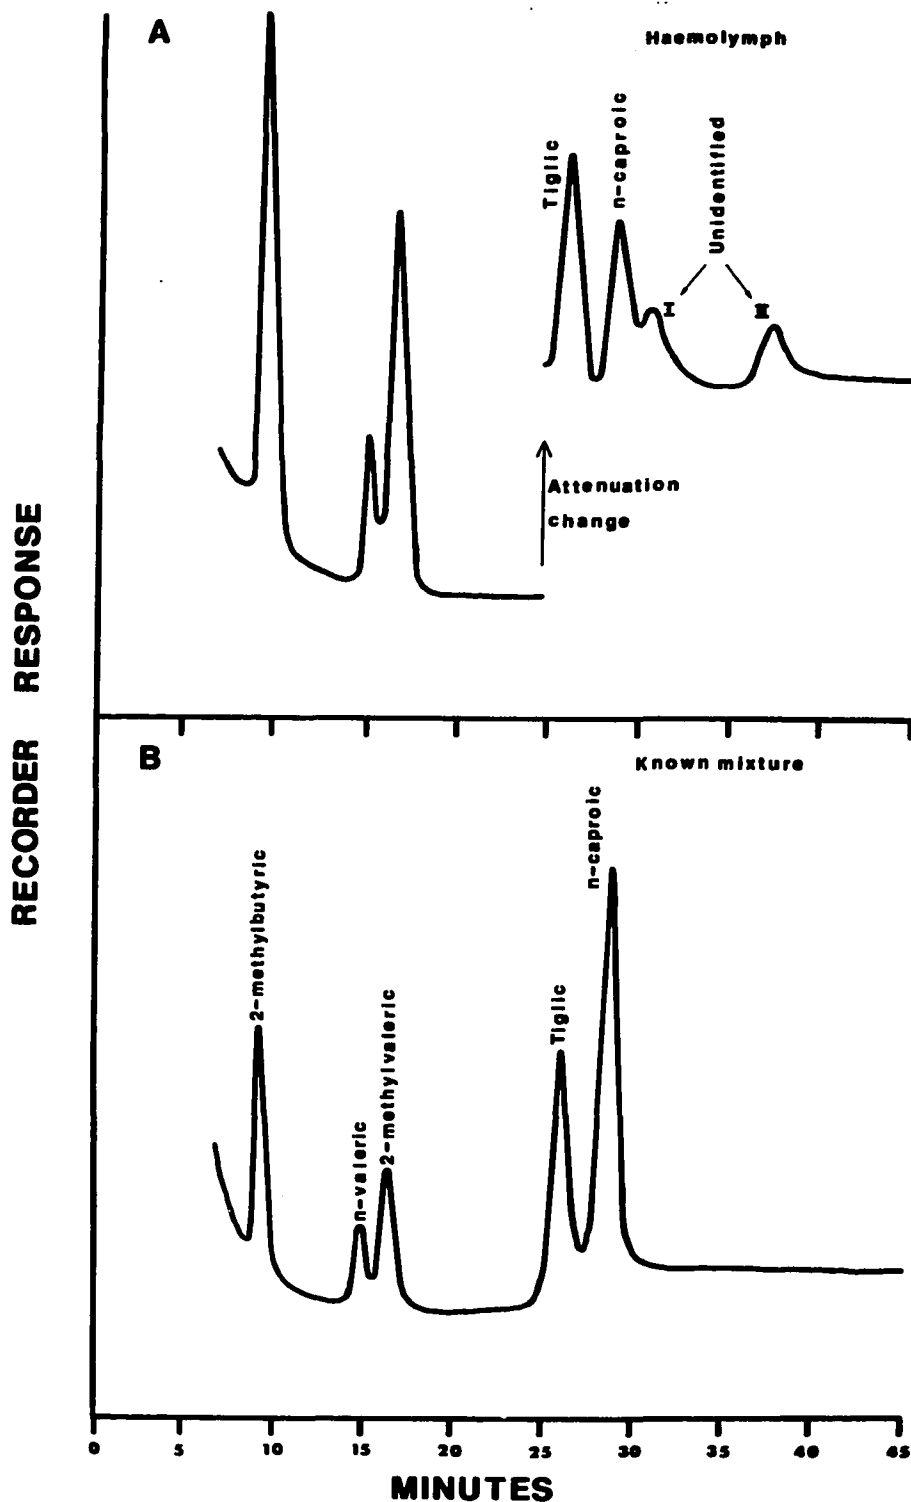 A
Haemolymph
Tiglic
n-caproic
Unidentified
I
II
Attenuation
change
RECORDER RESPONSE
B
Known mixture
2-methylbutyric
n-valeric
2-methylvaleric
Tiglic
n-caproic
0 5 10 15 20 25 30 35 40 45
MINUTES